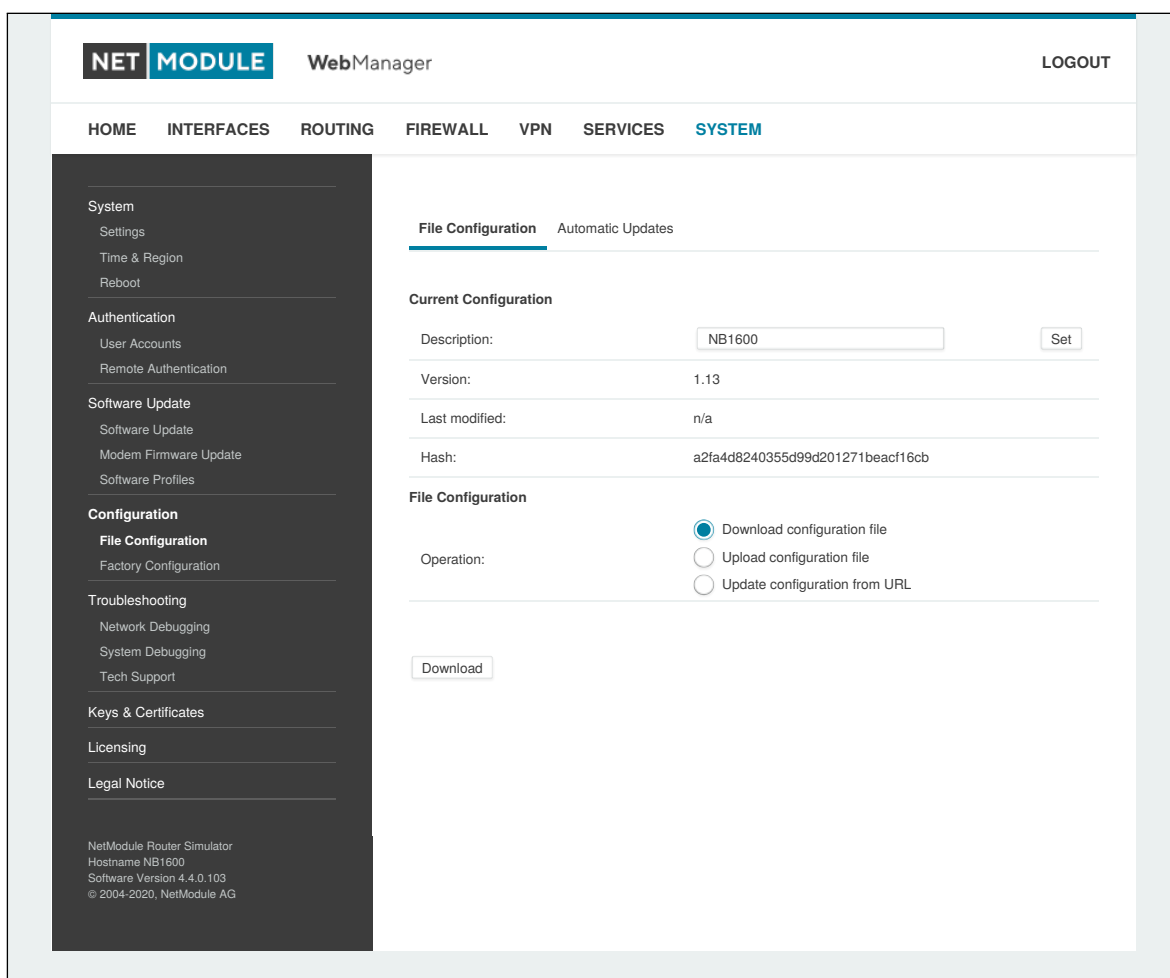 NET MODULE WebManager LOGOUT
HOME INTERFACES ROUTING FIREWALL VPN SERVICES SYSTEM
System
Settings
Time & Region
Reboot
Authentication
User Accounts
Remote Authentication
Software Update
Software Update
Modem Firmware Update
Software Profiles
Configuration
File Configuration
Factory Configuration
Troubleshooting
Network Debugging
System Debugging
Tech Support
Keys & Certificates
Licensing
Legal Notice
NetModule Router Simulator
Hostname NB1600
Software Version 4.4.0.103
© 2004-2020, NetModule AG
File Configuration Automatic Updates
Current Configuration
Description: NB1600 Set
Version: 1.13
Last modified: n/a
Hash: a2fa4d8240355d99d201271beacf16cb
File Configuration
Operation:
Download configuration file
Upload configuration file
Update configuration from URL
Download